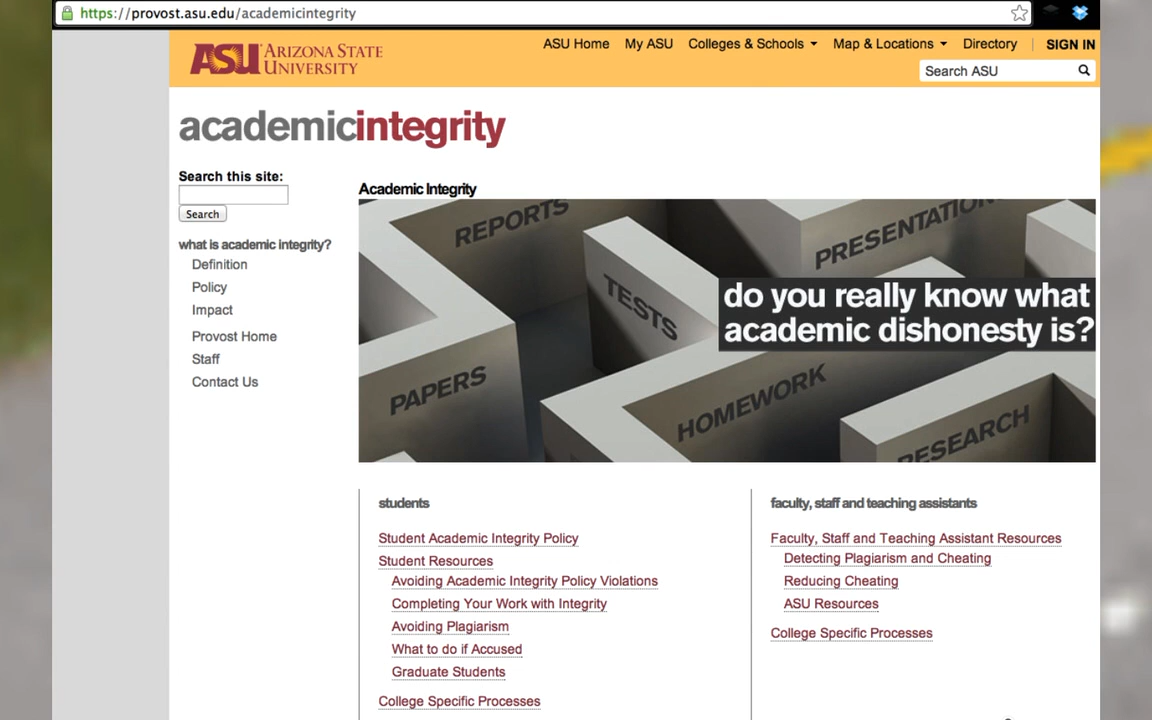 https://provost.asu.edu/academicintegrity
ASU Home My ASU Colleges & Schools Map & Locations Directory SIGN IN
ASU ARIZONA STATE
UNIVERSITY
Search ASU
academicintegrity
Search this site:
Search
what is academic integrity?
Definition
Policy
Impact
Provost Home
Staff
Contact Us
Academic Integrity
REPORTS
PRESENTATION
TESTS
do you really know what
academic dishonesty is?
PAPERS
HOMEWORK
RESEARCH
students
Student Academic Integrity Policy
Student Resources
Avoiding Academic Integrity Policy Violations
Completing Your Work with Integrity
Avoiding Plagiarism
What to do if Accused
Graduate Students
College Specific Processes
faculty, staff and teaching assistants
Faculty, Staff and Teaching Assistant Resources
Detecting Plagiarism and Cheating
Reducing Cheating
ASU Resources
College Specific Processes